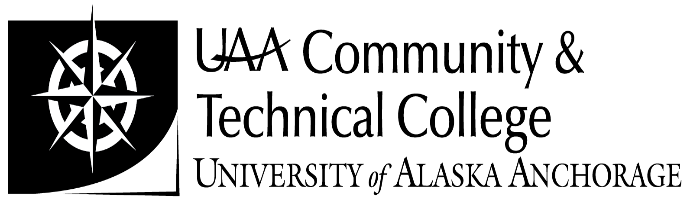 UAA Community &
Technical College
UNIVERSITY of ALASKA ANCHORAGE